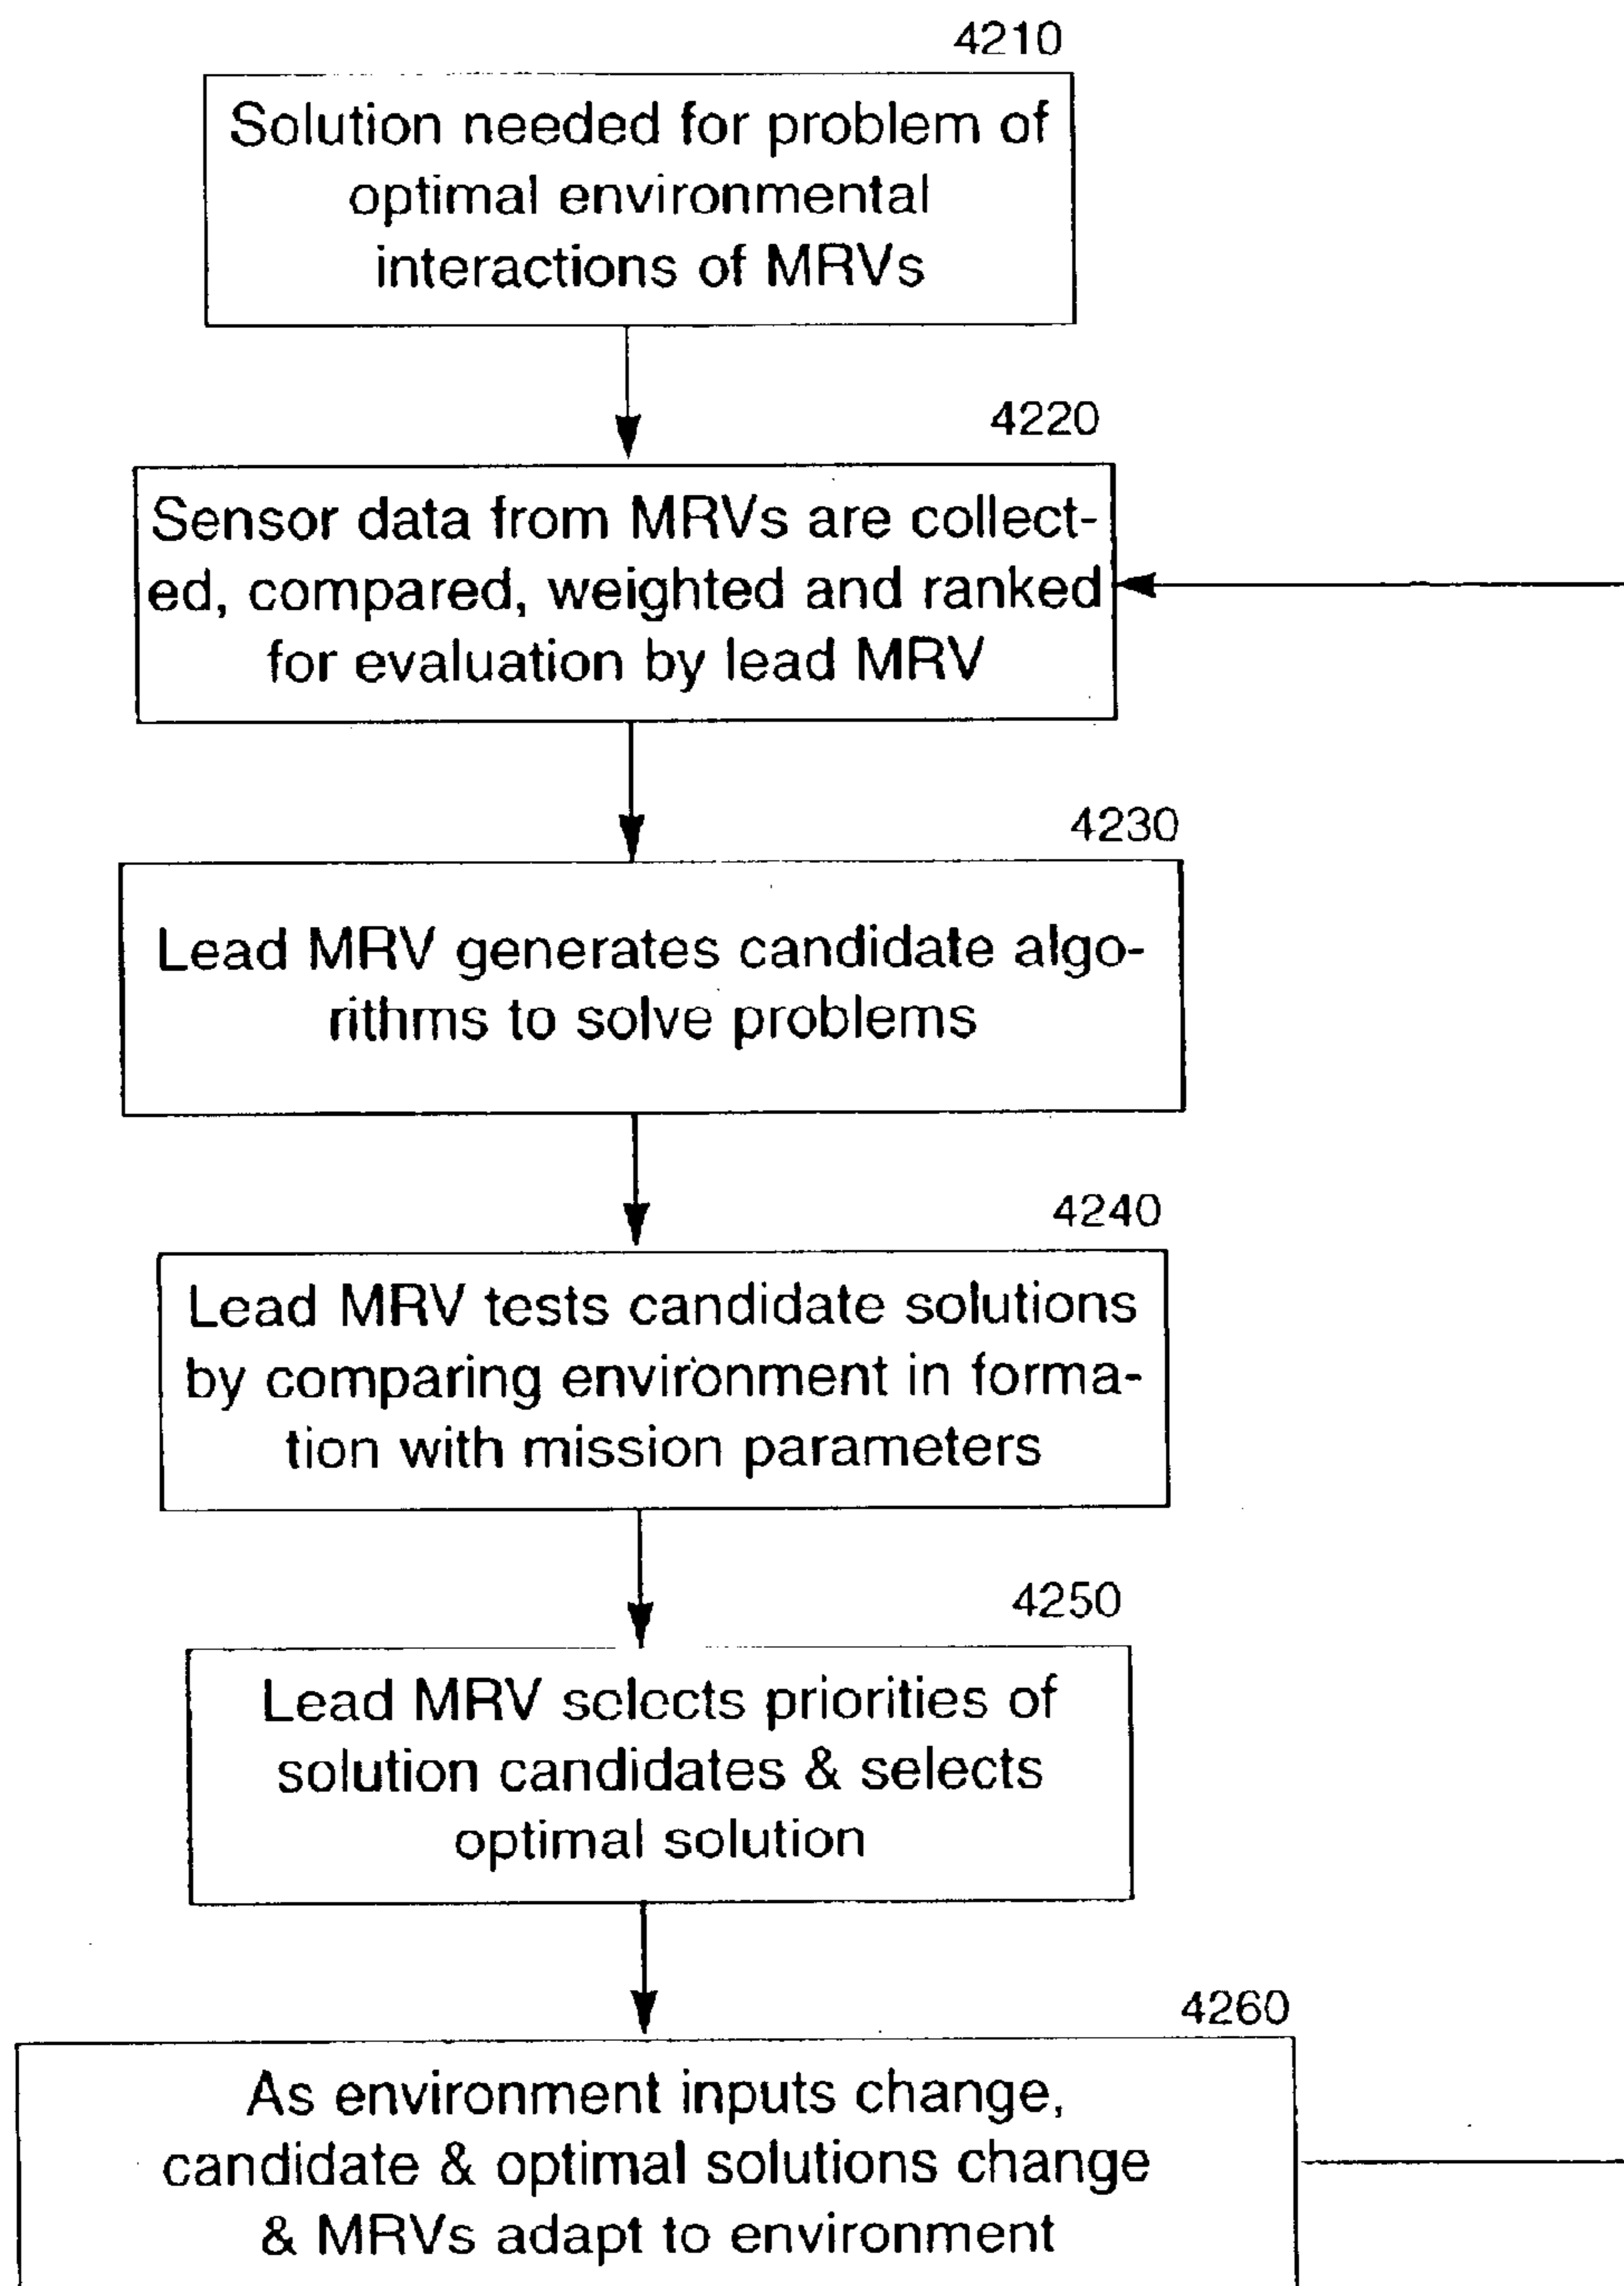 4210
Solution needed for problem of
optimal environmental
interactions of MRVs
4220
Sensor data from MRVs are collect-
ed, compared, weighted and ranked
for evaluation by lead MRV
4230
Lead MRV generates candidate algo-
rithms to solve problems
4240
Lead MRV tests candidate solutions
by comparing environment in forma-
tion with mission parameters
4250
Lead MRV selects priorities of
solution candidates & selects
optimal solution
4260
As environment inputs change,
candidate & optimal solutions change
& MRVs adapt to environment